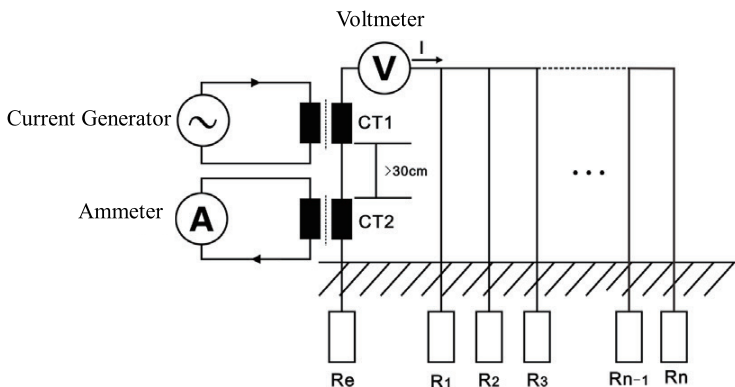 Voltmeter
V
I
Current Generator
~
CT1
>30cm
Ammeter
A
CT2
...
Re
R1
R2
R3
Rn-1
Rn